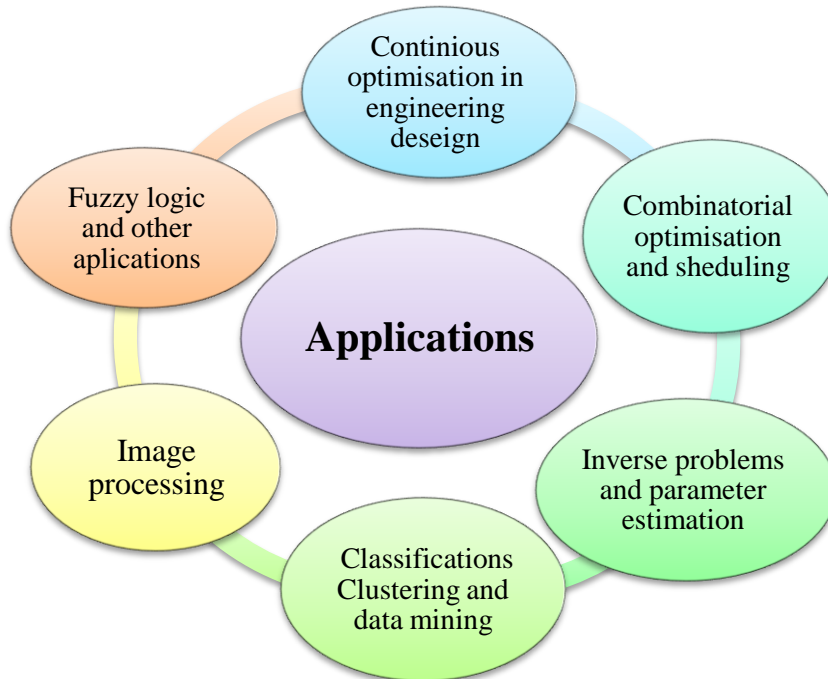 Continious
optimisation in
engineering
deseign
Fuzzy logic
and other
aplications
Combinatorial
optimisation
and sheduling
Applications
Image
processing
Inverse problems
and parameter
estimation
Classifications
Clustering and
data mining